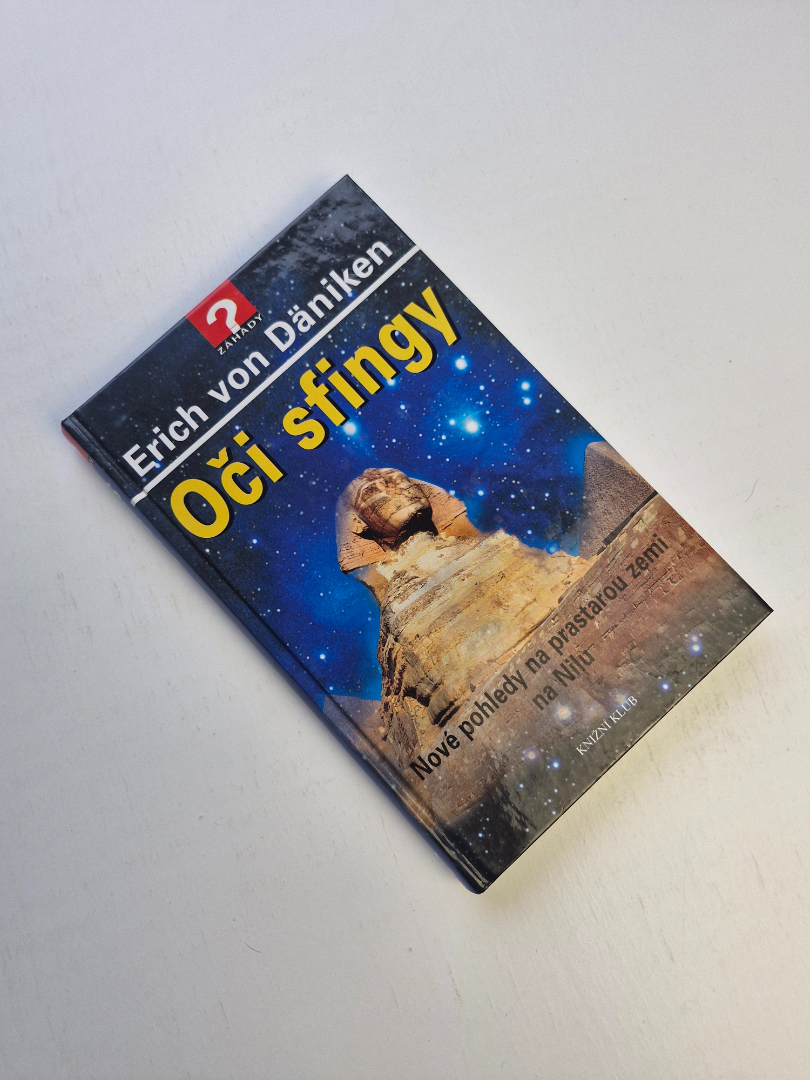 ?
ZÁHADY
Erich von Däniken
Oči sfingy
Nové pohledy na prastarou zemi
na Nilu
KNIŽNÍ KLUB